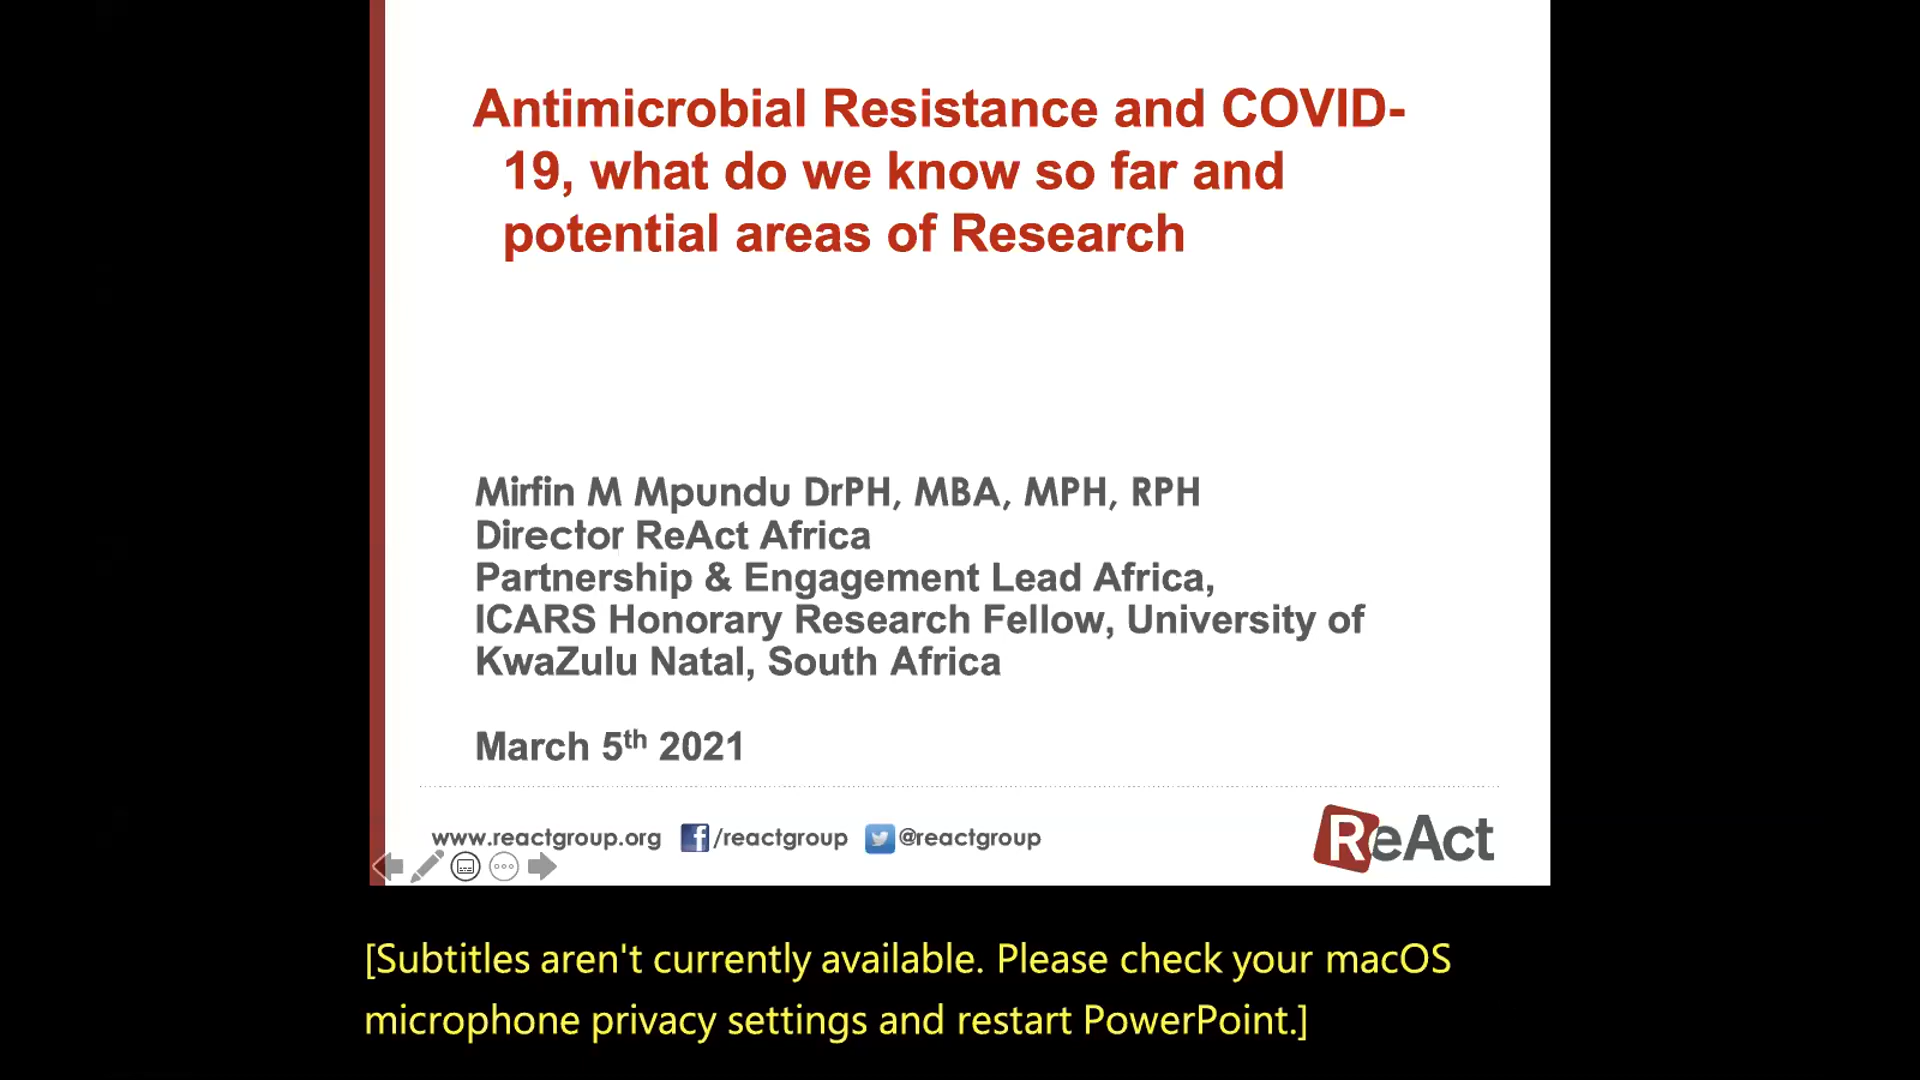 Antimicrobial Resistance and COVID-
19, what do we know so far and
potential areas of Research
Mirfin M Mpundu DrPH, MBA, MPH, RPH
Director ReAct Africa
Partnership & Engagement Lead Africa,
ICARS Honorary Research Fellow, University of
KwaZulu Natal, South Africa
March 5th 2021
www.reactgroup.org f/reactgroup @reactgroup
ReAct
[Subtitles aren't currently available. Please check your macOS
microphone privacy settings and restart PowerPoint.]